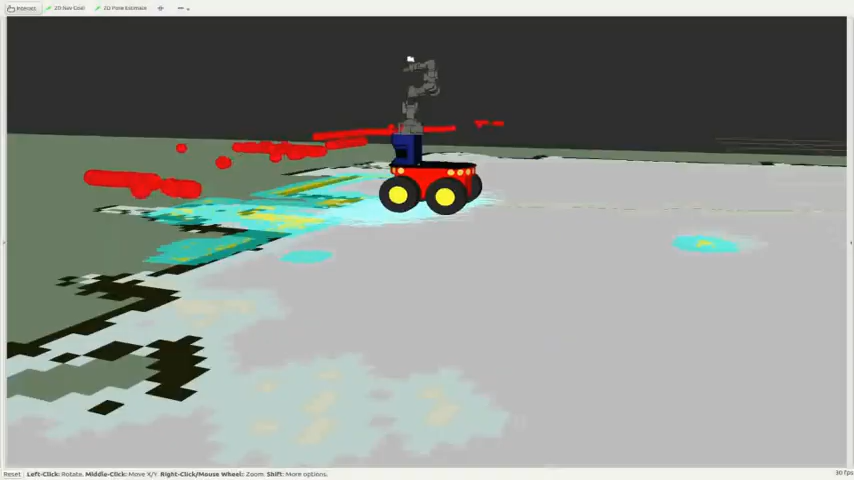 Interact 2D Nav Goal 2D Pose Estimate
Reset Left-Click: Rotate. Middle-Click: Move X/Y. Right-Click/Mouse Wheel: Zoom. Shift: More options. 30 fps